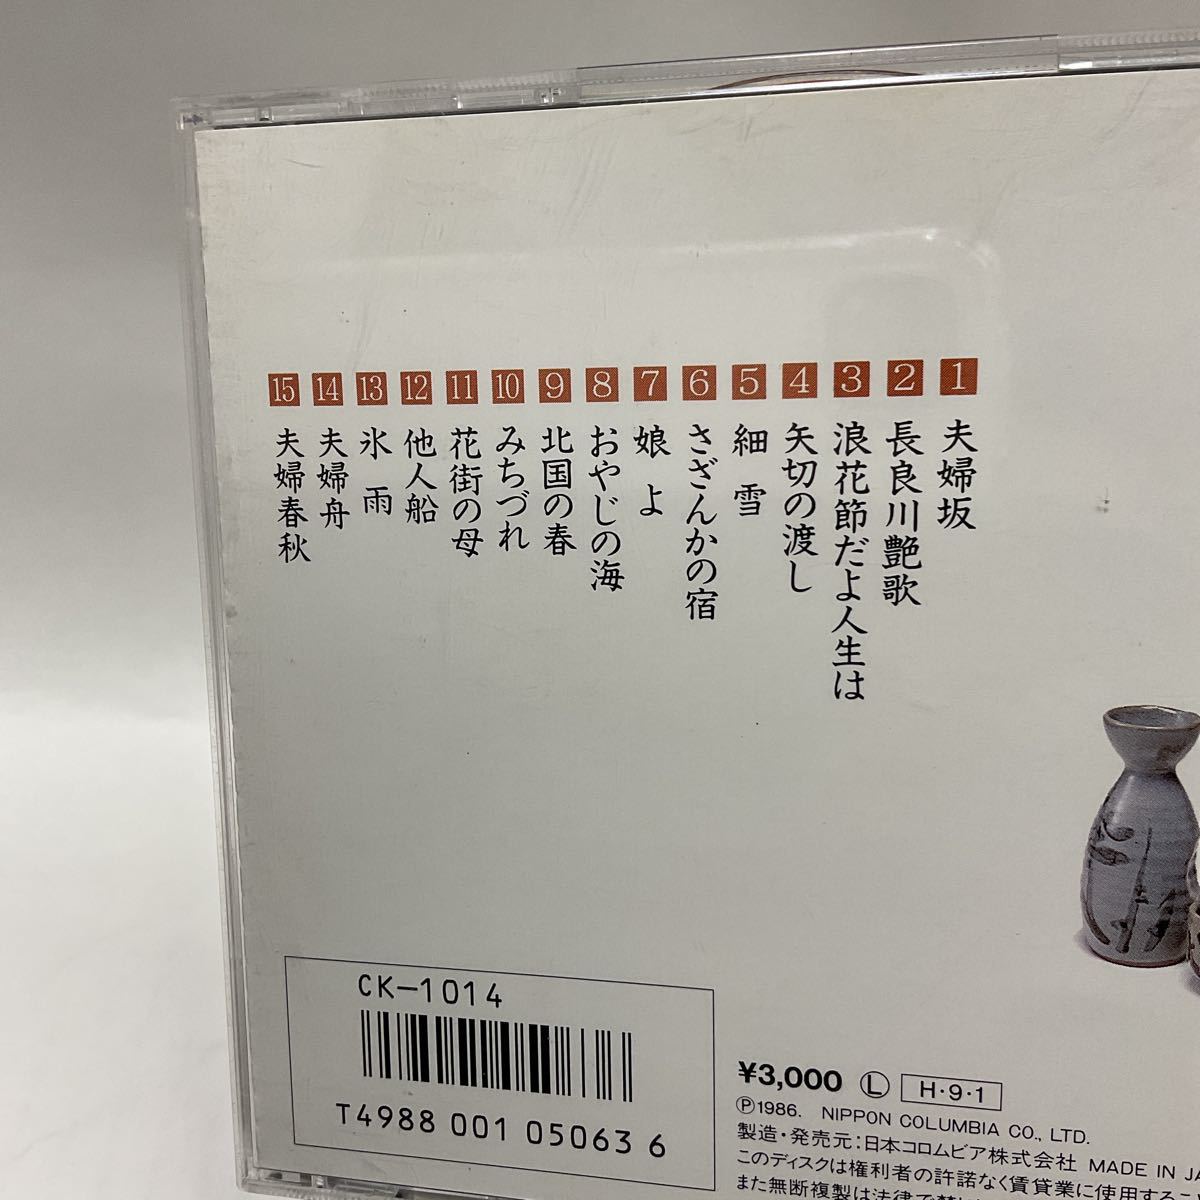 1 夫婦坂
2 長良川艶歌
3 浪花節だよ人生は
4 矢切の渡し
5 細雪
6 さざんかの宿
7 娘よ
8 おやじの海
9 北国の春
10 みちづれ
11 花街の母
12 他人船
13 氷雨
14 夫婦舟
15 夫婦春秋
CK-1014
T4988 001 05063 6
¥3,000 Ⓛ H・9・1
Ⓟ1986. NIPPON COLUMBIA CO., LTD.
製造・発売元:日本コロムビア株式会社 MADE IN JA
このディスクは権利者の許諾なく賃貸業に使用する
また無断複製は法律で禁